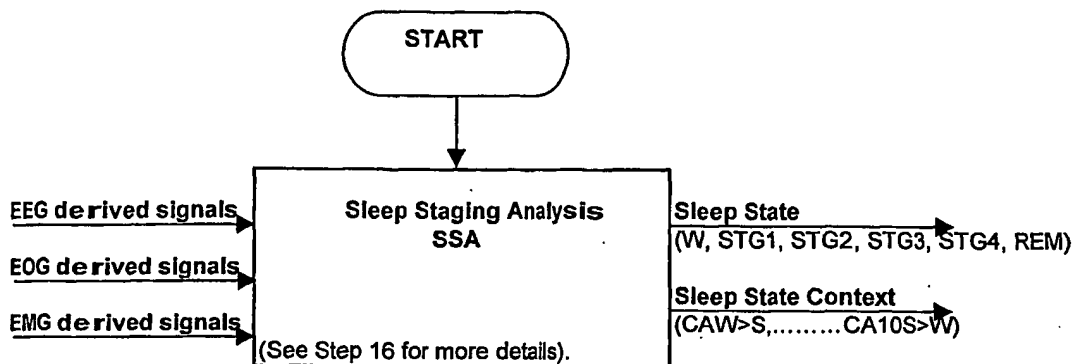 START
EEG derived signals
EOG derived signals
EMG derived signals
Sleep Staging Analysis
SSA
(See Step 16 for more details).
Sleep State
(W, STG1, STG2, STG3, STG4, REM)
Sleep State Context
(CAW>S,.........CA10S>W)